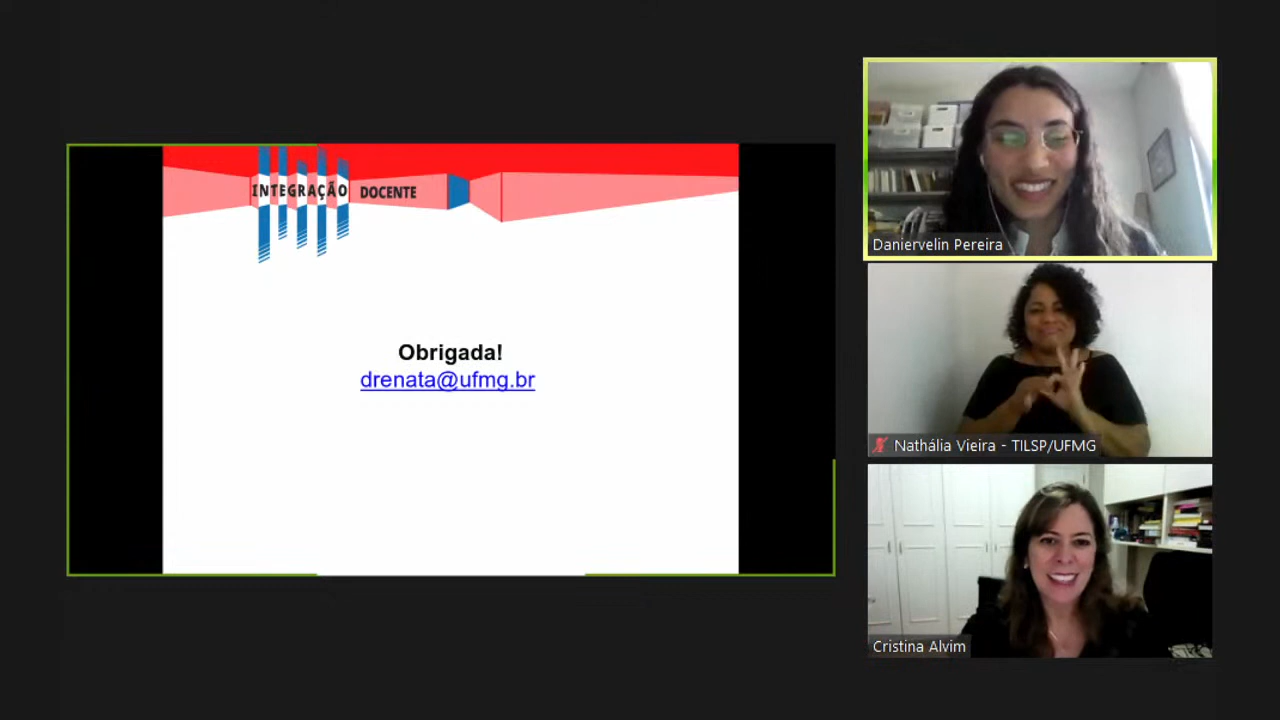 INTEGRAÇÃO DOCENTE
Obrigada!
drenata@ufmg.br
Daniervelin Pereira
Nathália Vieira - TILSP/UFMG
Cristina Alvim